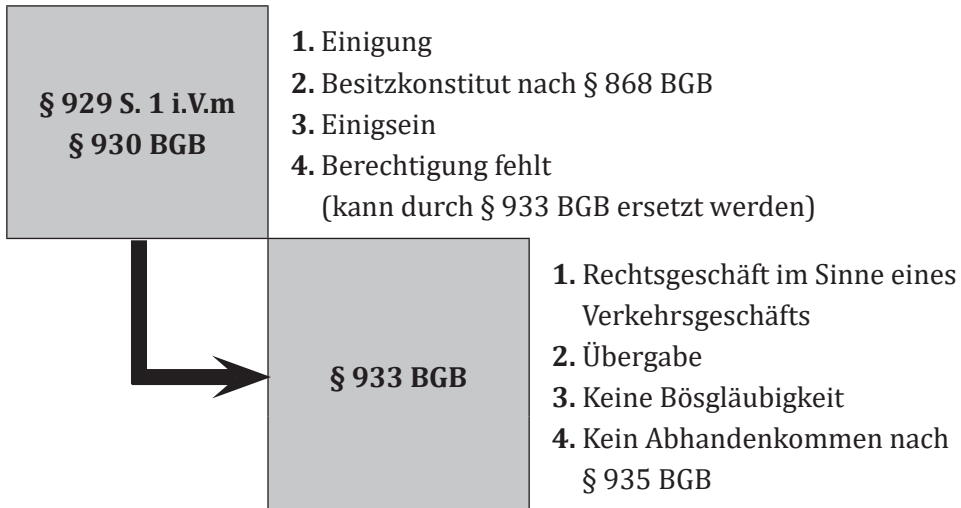 § 929 S. 1 i.V.m
§ 930 BGB
1. Einigung
2. Besitzkonstitut nach § 868 BGB
3. Einigsein
4. Berechtigung fehlt
(kann durch § 933 BGB ersetzt werden)
§ 933 BGB
1. Rechtsgeschäft im Sinne eines
Verkehrsgeschäfts
2. Übergabe
3. Keine Bösgläubigkeit
4. Kein Abhandenkommen nach
§ 935 BGB